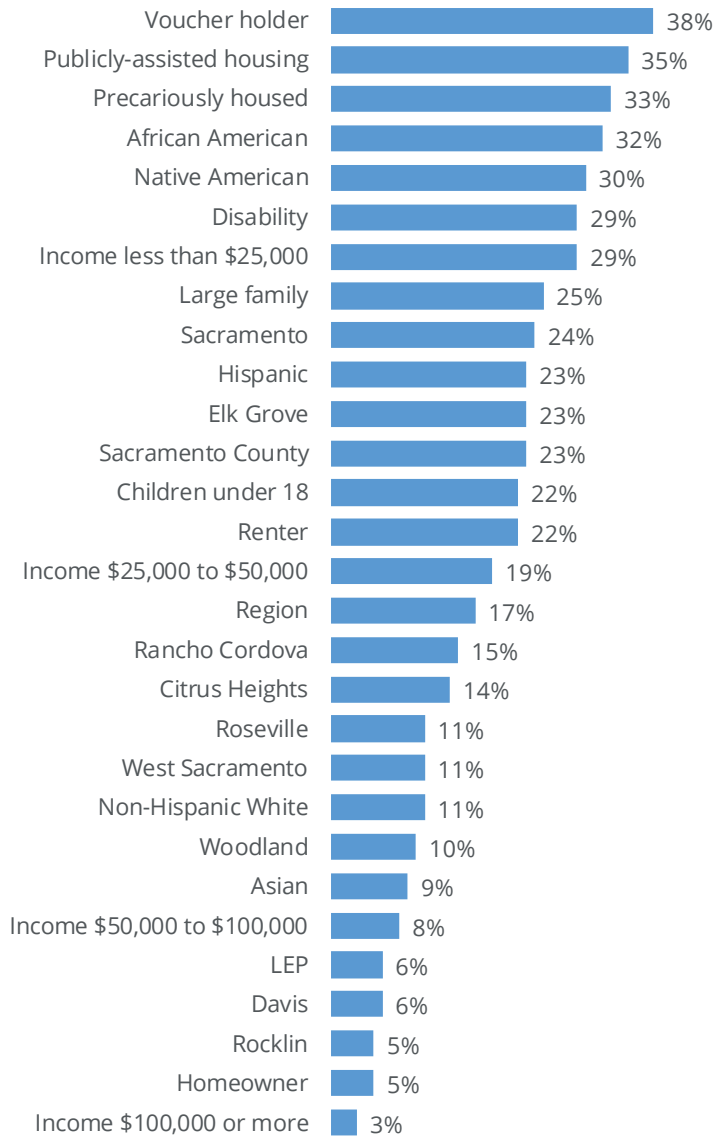 Voucher holder 38%
Publicly-assisted housing 35%
Precariously housed 33%
African American 32%
Native American 30%
Disability 29%
Income less than $25,000 29%
Large family 25%
Sacramento 24%
Hispanic 23%
Elk Grove 23%
Sacramento County 23%
Children under 18 22%
Renter 22%
Income $25,000 to $50,000 19%
Region 17%
Rancho Cordova 15%
Citrus Heights 14%
Roseville 11%
West Sacramento 11%
Non-Hispanic White 11%
Woodland 10%
Asian 9%
Income $50,000 to $100,000 8%
LEP 6%
Davis 6%
Rocklin 5%
Homeowner 5%
Income $100,000 or more 3%